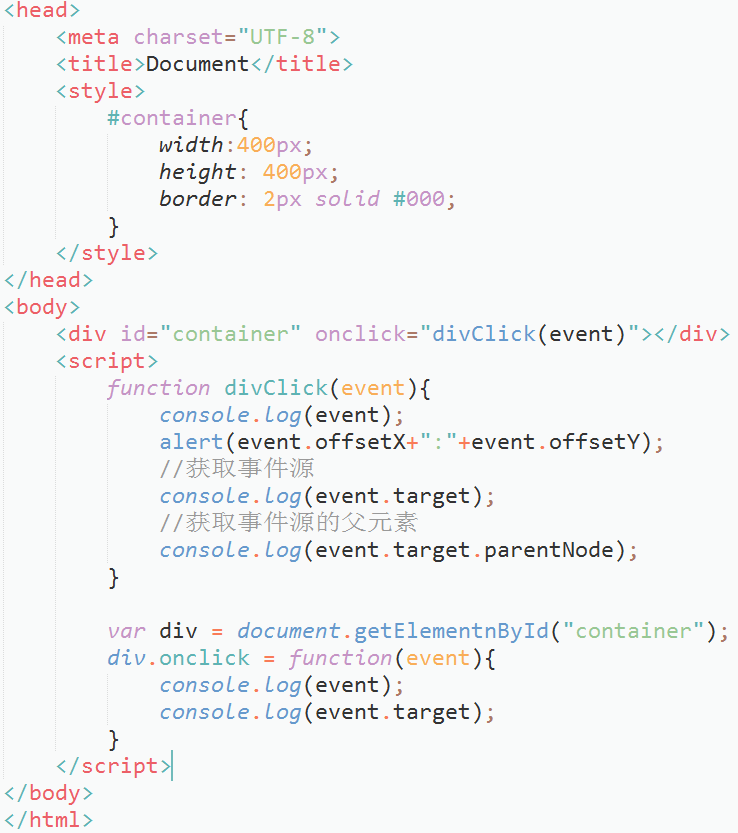 <head>
    <meta charset="UTF-8">
    <title>Document</title>
    <style>
        #container{
            width:400px;
            height: 400px;
            border: 2px solid #000;
        }
    </style>
</head>
<body>
    <div id="container" onclick="divClick(event)"></div>
    <script>
        function divClick(event){
            console.log(event);
            alert(event.offsetX+":"+event.offsetY);
            //获取事件源
            console.log(event.target);
            //获取事件源的父元素
            console.log(event.target.parentNode);
        }

        var div = document.getElementnById("container");
        div.onclick = function(event){
            console.log(event);
            console.log(event.target);
        }
    </script>
</body>
</html>